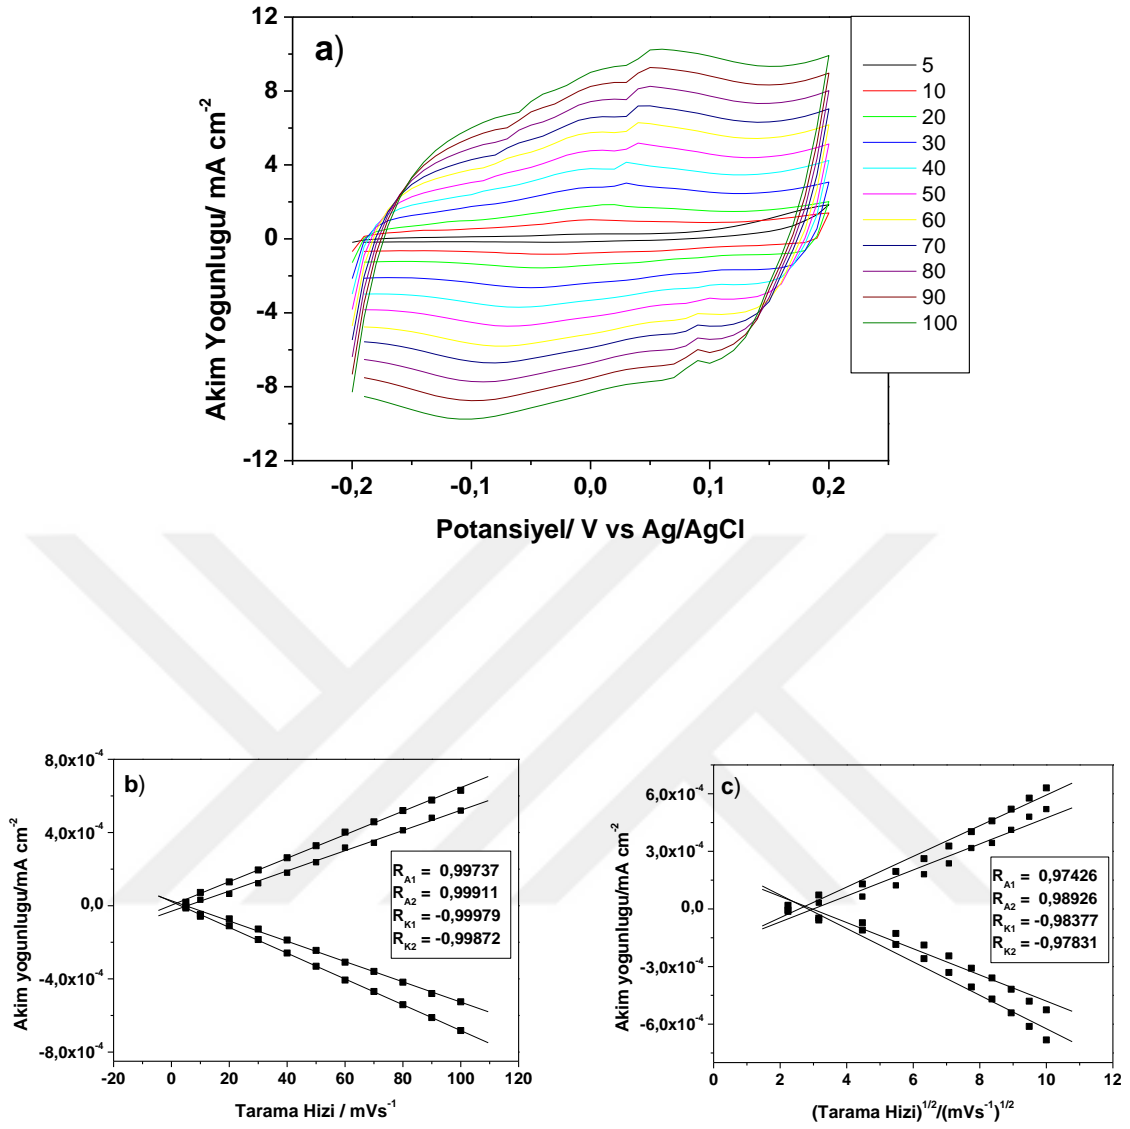 a)
12
8
4
0
-4
-8
-12
Akim Yogunlugu/ mA cm-2
-0,2 -0,1 0,0 0,1 0,2
Potansiyel/ V vs Ag/AgCl
5
10
20
30
40
50
60
70
80
90
100
b)
8,0x10-4
4,0x10-4
0,0
-4,0x10-4
-8,0x10-4
Akim yogunlugu/mA cm-2
RA1 = 0,99737
RA2 = 0,99911
RK1 = -0,99979
RK2 = -0,99872
-20 0 20 40 60 80 100 120
Tarama Hizi / mVs-1
c)
6,0x10-4
3,0x10-4
0,0
-3,0x10-4
-6,0x10-4
Akim yogunlugu/mA cm-2
RA1 = 0,97426
RA2 = 0,98926
RK1 = -0,98377
RK2 = -0,97831
0 2 4 6 8 10 12
(Tarama Hizi)1/2/(mVs-1)1/2